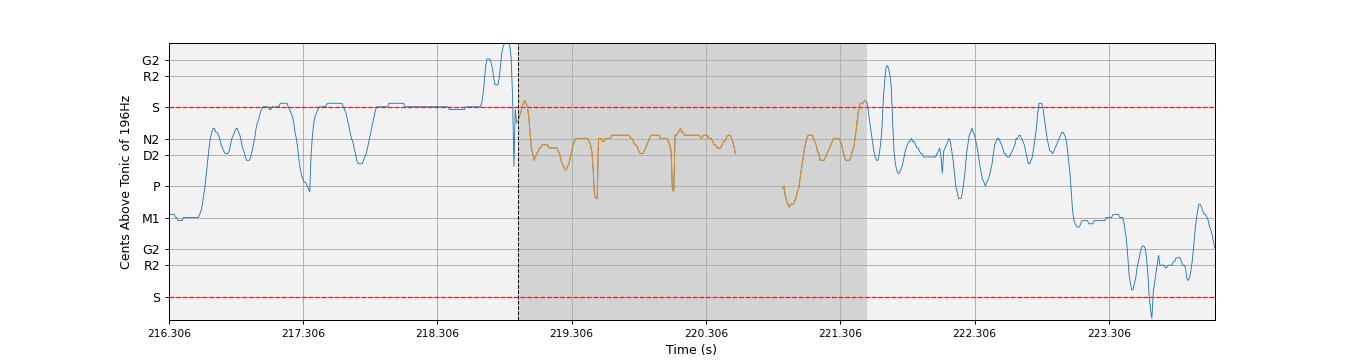 Cents Above Tonic of 196Hz
G2
R2
S
N2
D2
P
M1
G2
R2
S
216.306 217.306 218.306 219.306 220.306 221.306 222.306 223.306
Time (s)